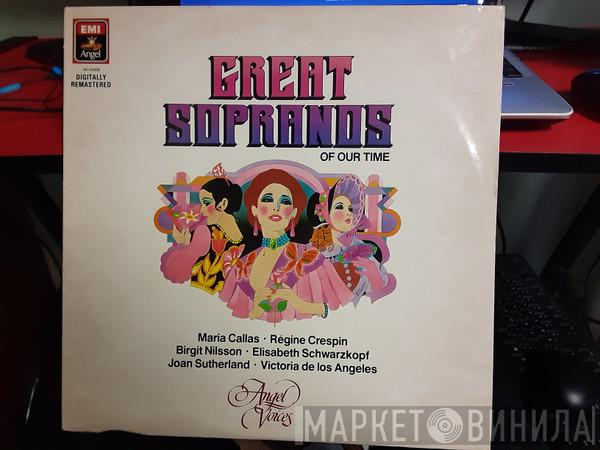 EMI
Angel
DIGITALLY
REMASTERED
GREAT
SOPRANOS
OF OUR TIME
Maria Callas · Régine Crespin
Birgit Nilsson · Elisabeth Schwarzkopf
Joan Sutherland · Victoria de los Angeles
Angel
Voices
МАРКЕТ ВИНИЛА